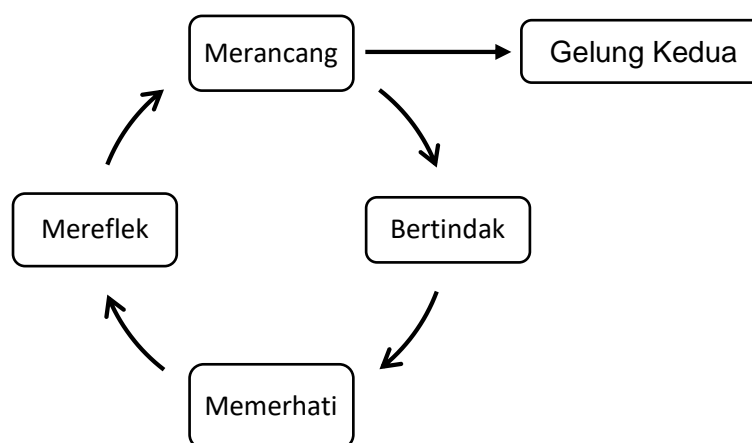 Merancang
Gelung Kedua
Mereflek
Bertindak
Memerhati